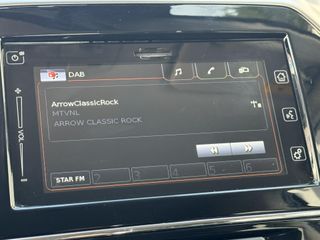 DAB
ArrowClassicRock
MTVNL
ARROW CLASSIC ROCK
VOL
STAR FM
2
3
4
5
6